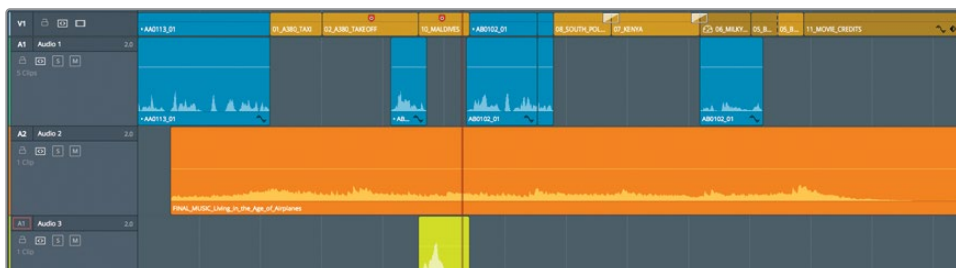 V1 • AA0113_01 01_A380_TAXI 02_A380_TAKEOFF 10_MALDIVES • AB0102_01 08_SOUTH_POL... 07_KENYA 06_MILKY... 05_B... 05_B... 11_MOVIE_CREDITS
A1 Audio 1 2.0
S M
5 Clips
• AA0113_01 • AB... AB0102_01 AB0102_01
A2 Audio 2 2.0
S M
1 Clip
FINAL_MUSIC_Living_in_the_Age_of_Airplanes
A1 Audio 3 2.0
S M
1 Clip